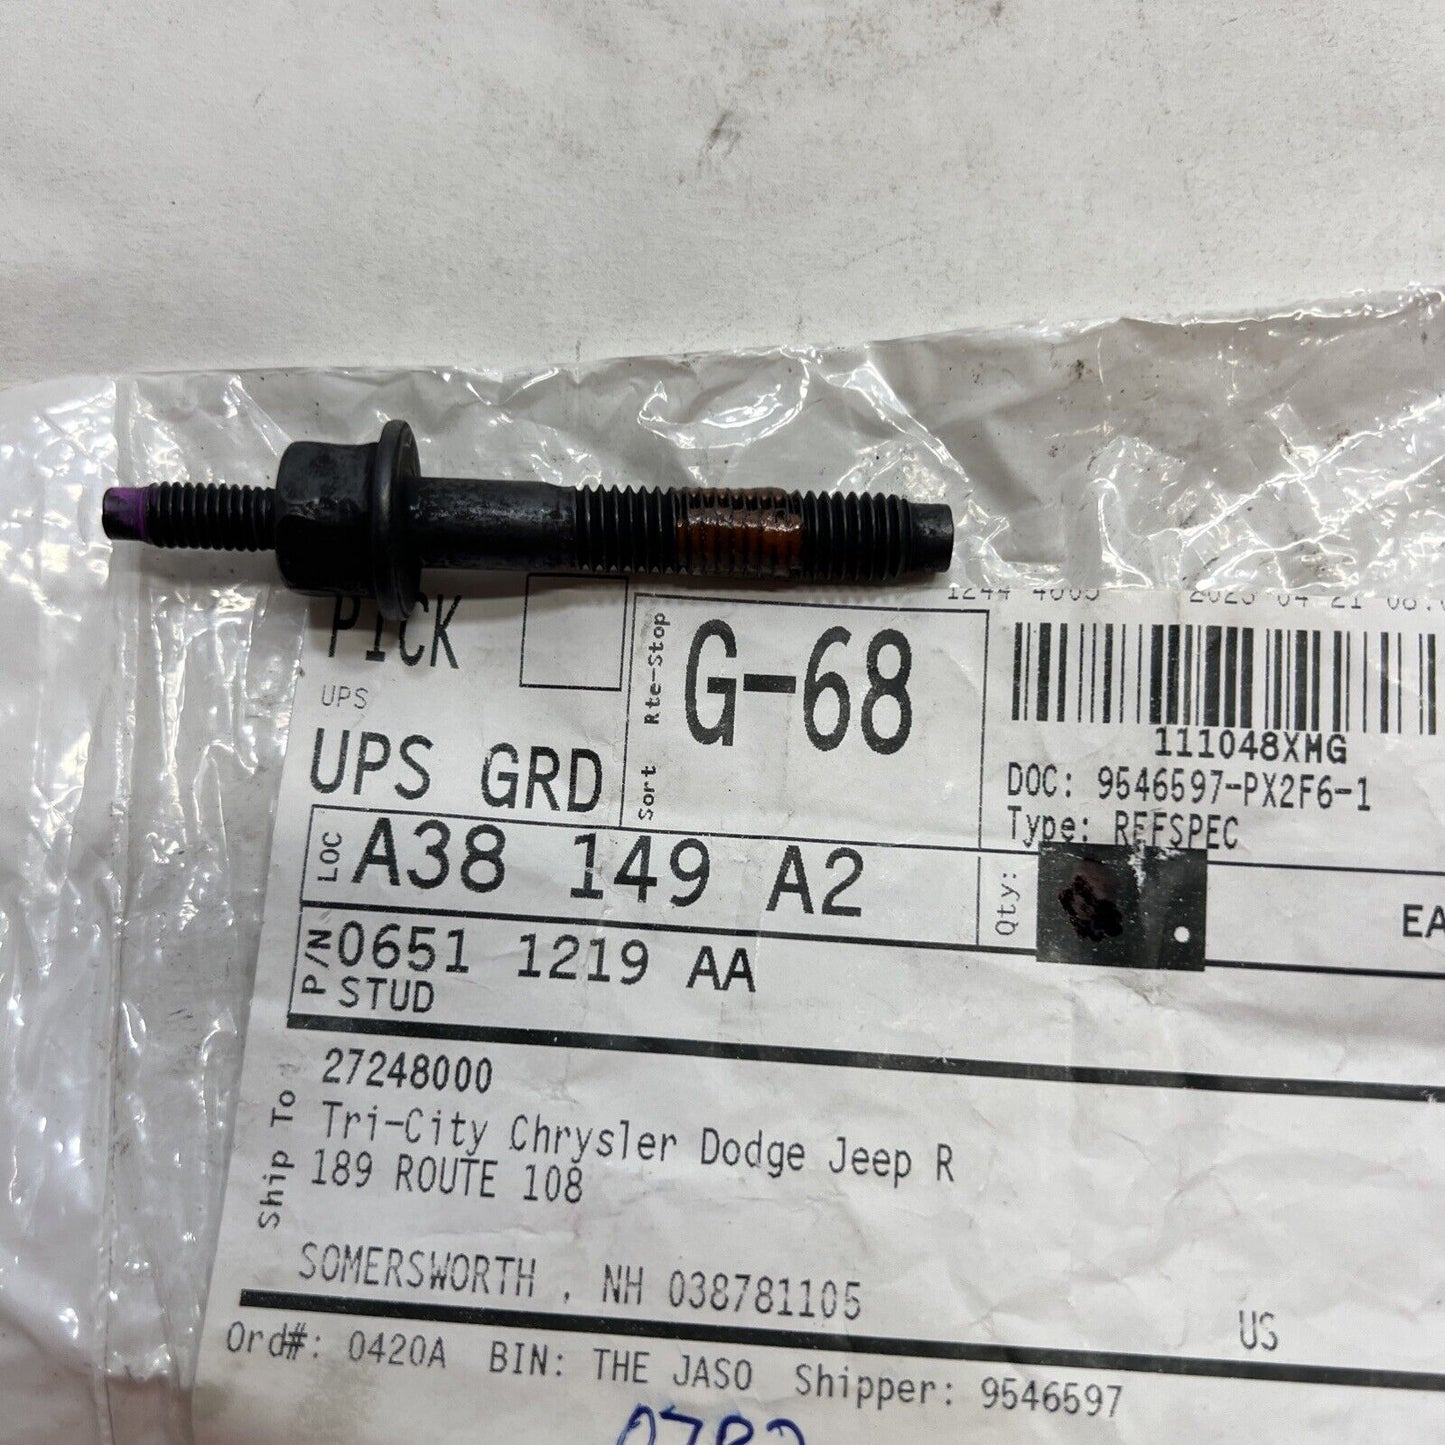 PICK
UPS
UPS GRD
Sort Rte-Stop
G-68
111048XMG
DOC: 9546597-PX2F6-1
Type: REFSPEC
LOC A38 149 A2
Qty:
EA
P/N 0651 1219 AA
STUD
Ship To
27248000
Tri-City Chrysler Dodge Jeep R
189 ROUTE 108
SOMERSWORTH , NH 038781105
US
Ord#: 0420A BIN: THE JASO Shipper: 9546597